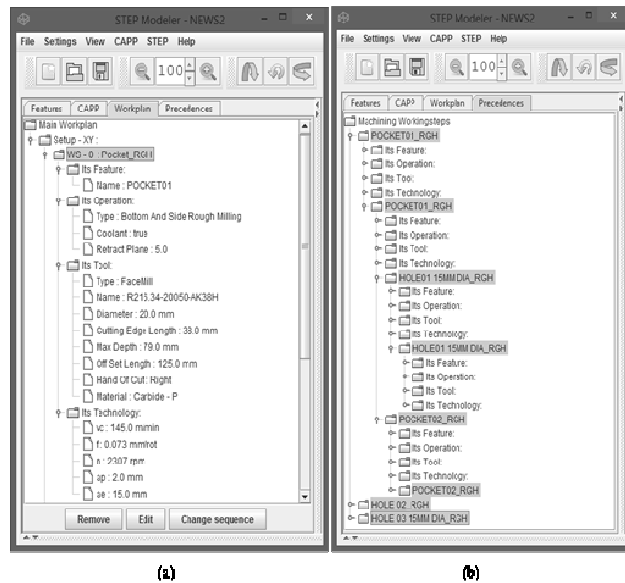 STEP Modeler - NEWS2
File Settings View CAPP STEP Help
100
Features CAPP Workplan Precedences
Main Workplan
Setup - XY :
WS - 0 : Pocket_RGH
Its Feature:
Name : POCKET01
Its Operation:
Type : Bottom And Side Rough Milling
Coolant : true
Retract Plane : 5.0
Its Tool:
Type : FaceMill
Name : R215.34-20050-AK38H
Diameter : 20.0 mm
Cutting Edge Length : 38.0 mm
Max Depth : 79.0 mm
Off Set Length : 125.0 mm
Hand Of Cut : Right
Material : Carbide - P
Its Technology:
vc : 145.0 m/min
f : 0.073 mm/rot
n : 2307 rpm
ap : 2.0 mm
ae : 15.0 mm
Remove Edit Change sequence
(a)
STEP Modeler - NEWS2
File Settings View CAPP STEP Help
100
Features CAPP Workplan Precedences
Machining Workingsteps
POCKET01_RGH
Its Feature:
Its Operation:
Its Tool:
Its Technology:
POCKET01_RGH
Its Feature:
Its Operation:
Its Tool:
Its Technology:
HOLE01 15MM DIA_RGH
Its Feature:
Its Operation:
Its Tool:
Its Technology:
HOLE01 15MM DIA_RGH
Its Feature:
Its Operation:
Its Tool:
Its Technology:
POCKET02_RGH
Its Feature:
Its Operation:
Its Tool:
Its Technology:
POCKET02_RGH
HOLE 02_RGH
HOLE 03 15MM DIA_RGH
(b)